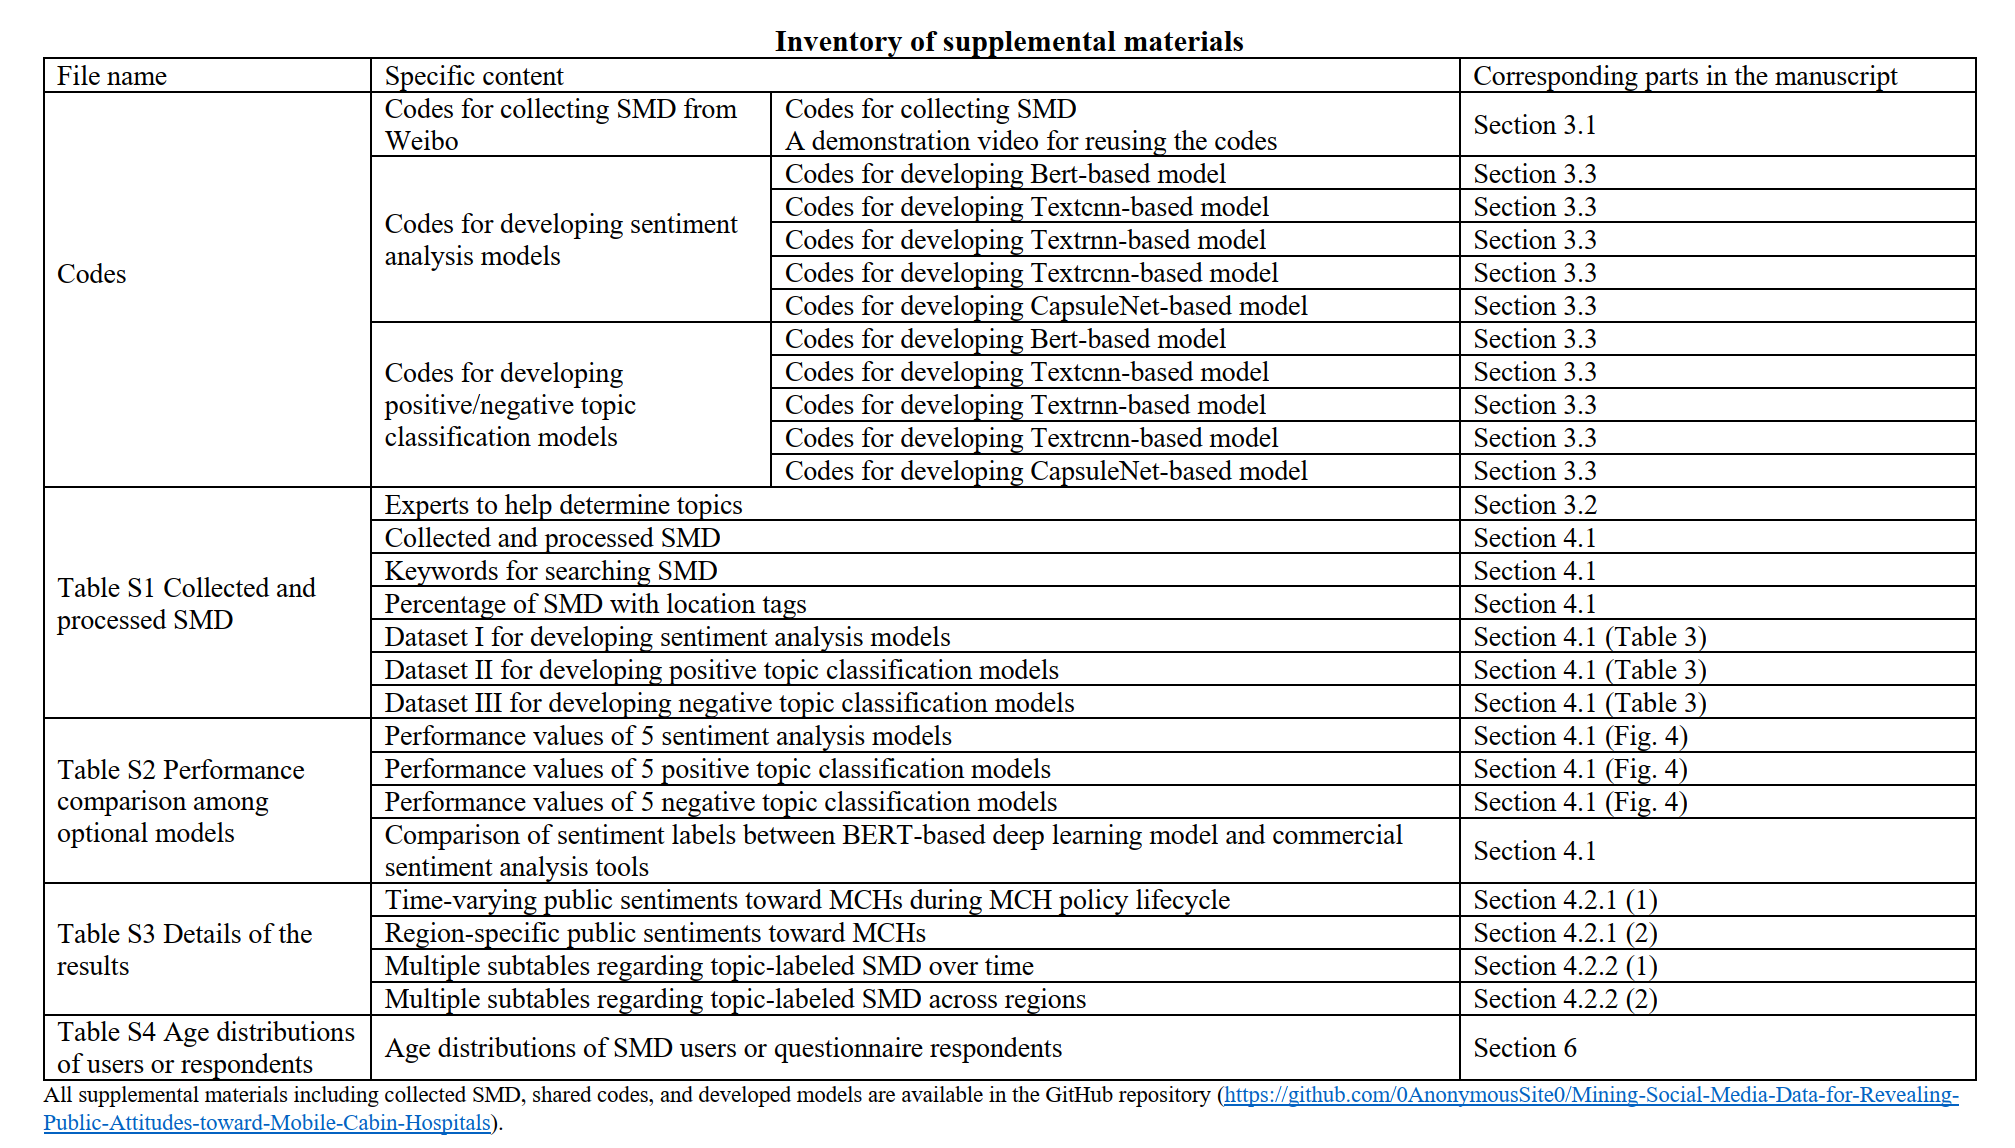 Inventory of supplemental materials
File name
Specific content
Corresponding parts in the manuscript
Codes
Codes for collecting SMD from
Weibo
Codes for collecting SMD
A demonstration video for reusing the codes
Section 3.1
Codes for developing sentiment
analysis models
Codes for developing Bert-based model
Section 3.3
Codes for developing Textcnn-based model
Section 3.3
Codes for developing Textrnn-based model
Section 3.3
Codes for developing Textrcnn-based model
Section 3.3
Codes for developing CapsuleNet-based model
Section 3.3
Codes for developing
positive/negative topic
classification models
Codes for developing Bert-based model
Section 3.3
Codes for developing Textcnn-based model
Section 3.3
Codes for developing Textrnn-based model
Section 3.3
Codes for developing Textrcnn-based model
Section 3.3
Codes for developing CapsuleNet-based model
Section 3.3
Table S1 Collected and
processed SMD
Experts to help determine topics
Section 3.2
Collected and processed SMD
Section 4.1
Keywords for searching SMD
Section 4.1
Percentage of SMD with location tags
Section 4.1
Dataset I for developing sentiment analysis models
Section 4.1 (Table 3)
Dataset II for developing positive topic classification models
Section 4.1 (Table 3)
Dataset III for developing negative topic classification models
Section 4.1 (Table 3)
Table S2 Performance
comparison among
optional models
Performance values of 5 sentiment analysis models
Section 4.1 (Fig. 4)
Performance values of 5 positive topic classification models
Section 4.1 (Fig. 4)
Performance values of 5 negative topic classification models
Section 4.1 (Fig. 4)
Comparison of sentiment labels between BERT-based deep learning model and commercial
sentiment analysis tools
Section 4.1
Table S3 Details of the
results
Time-varying public sentiments toward MCHs during MCH policy lifecycle
Section 4.2.1 (1)
Region-specific public sentiments toward MCHs
Section 4.2.1 (2)
Multiple subtables regarding topic-labeled SMD over time
Section 4.2.2 (1)
Multiple subtables regarding topic-labeled SMD across regions
Section 4.2.2 (2)
Table S4 Age distributions
of users or respondents
Age distributions of SMD users or questionnaire respondents
Section 6
All supplemental materials including collected SMD, shared codes, and developed models are available in the GitHub repository (https://github.com/0AnonymousSite0/Mining-Social-Media-Data-for-Revealing-
Public-Attitudes-toward-Mobile-Cabin-Hospitals).